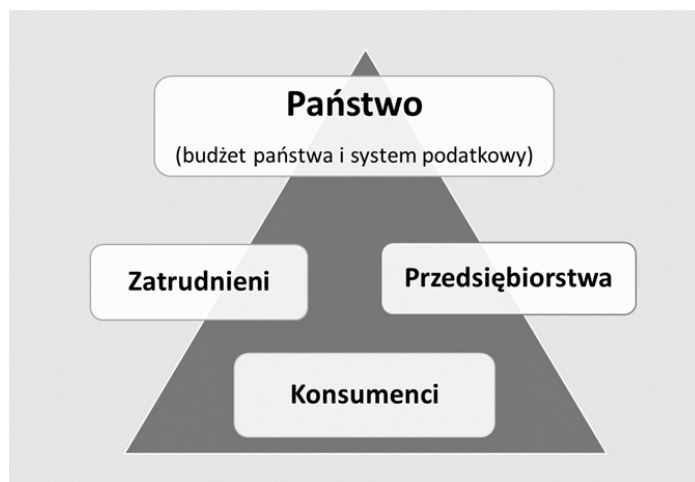 Państwo
(budżet państwa i system podatkowy)
Zatrudnieni
Przedsiębiorstwa
Konsumenci